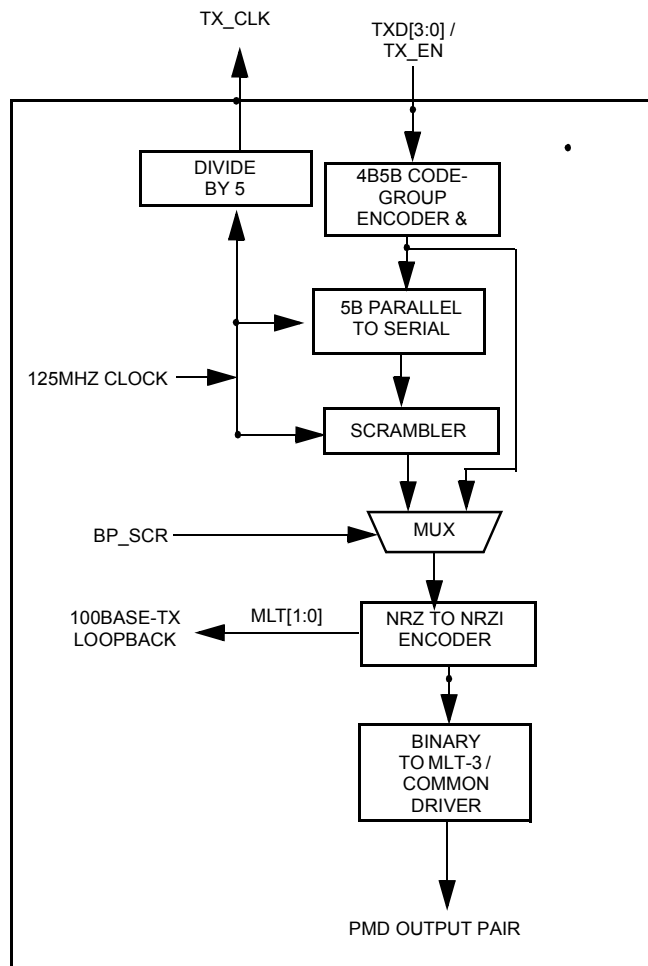 TX_CLK
TXD[3:0] /
TX_EN
DIVIDE
BY 5
4B5B CODE-
GROUP
ENCODER &
5B PARALLEL
TO SERIAL
125MHZ CLOCK
SCRAMBLER
BP_SCR
MUX
100BASE-TX
LOOPBACK
MLT[1:0]
NRZ TO NRZI
ENCODER
BINARY
TO MLT-3 /
COMMON
DRIVER
PMD OUTPUT PAIR